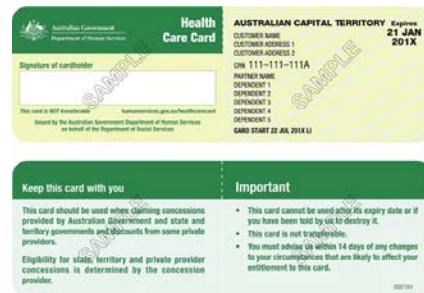 Australian Government
Department of Human Services
Health
Care Card
Signature of cardholder
This card is NOT transferable humanservices.gov.au/healthcarecard
Issued by the Australian Government Department of Human Services
on behalf of the Department of Social Services
AUSTRALIAN CAPITAL TERRITORY Expires
21 JAN
201X
CUSTOMER NAME
CUSTOMER ADDRESS 1
CUSTOMER ADDRESS 2
CRN 111-111-111A
PARTNER NAME
DEPENDENT 1
DEPENDENT 2
DEPENDENT 3
DEPENDENT 4
DEPENDENT 5
CARD START 22 JUL 201X LI
SAMPLE
SAMPLE
SAMPLE
Keep this card with you
This card should be used when claiming concessions
provided by Australian Government and state and
territory governments and discounts from some private
providers.
Eligibility for state, territory and private provider
concessions is determined by the concession
provider.
SAMPLE
Important
• This card cannot be used after its expiry date or if
you have been told by us to destroy it.
• This card is not transferable.
• You must advise us within 14 days of any changes
to your circumstances that are likely to affect your
entitlement to this card.
SAMPLE